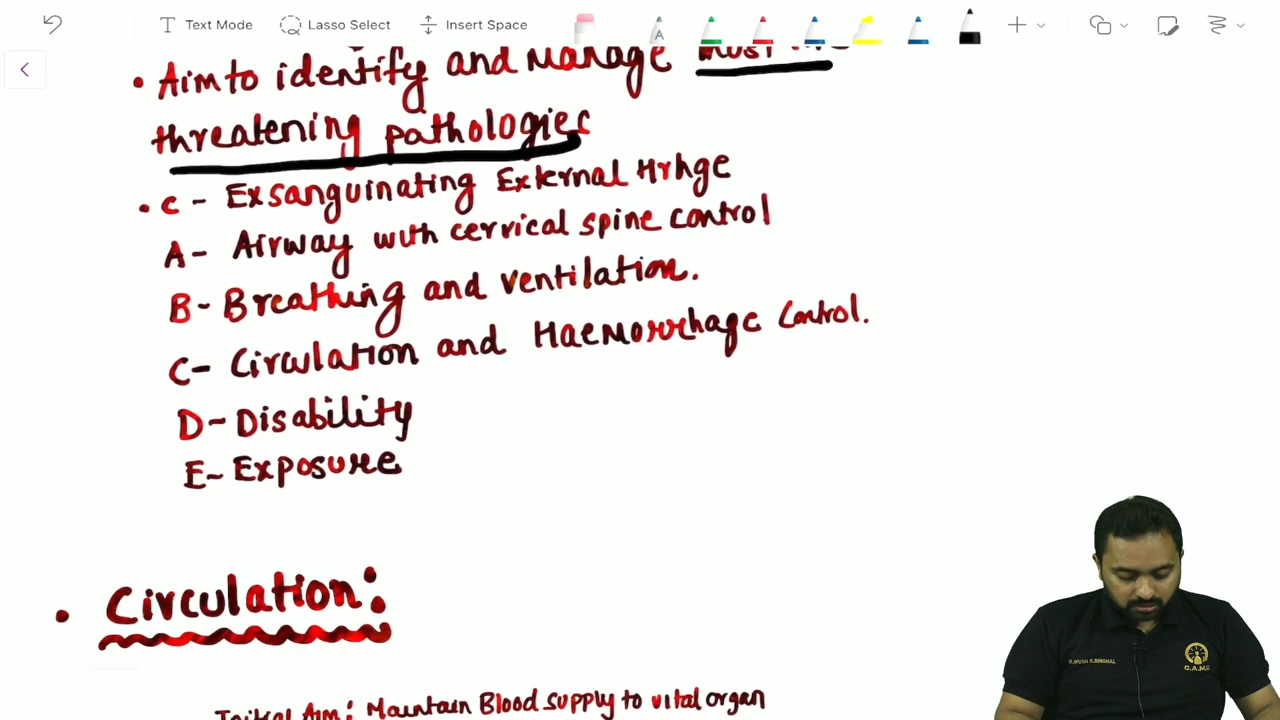 Text Mode
Lasso Select
Insert Space
A
• Aim to identify and manage
threatening pathologies
• C - Exsanguinating External Hrhge
A - Airway with cervical spine control
B - Breathing and ventilation.
C - Circulation and Haemorrhage control.
D - Disability
E - Exposure
• Circulation:
Initial Aim: Maintain Blood supply to vital organ
G.A.M.S